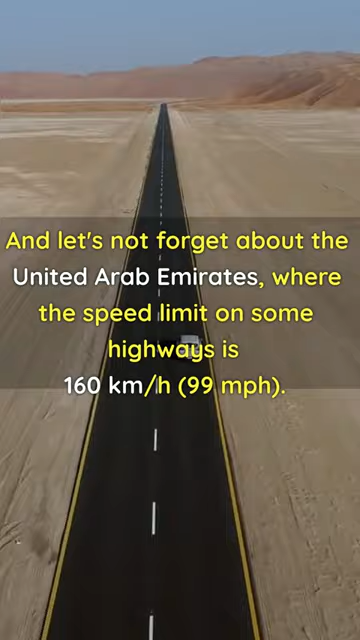 And let's not forget about the
United Arab Emirates, where
the speed limit on some
highways is
160 km/h (99 mph).